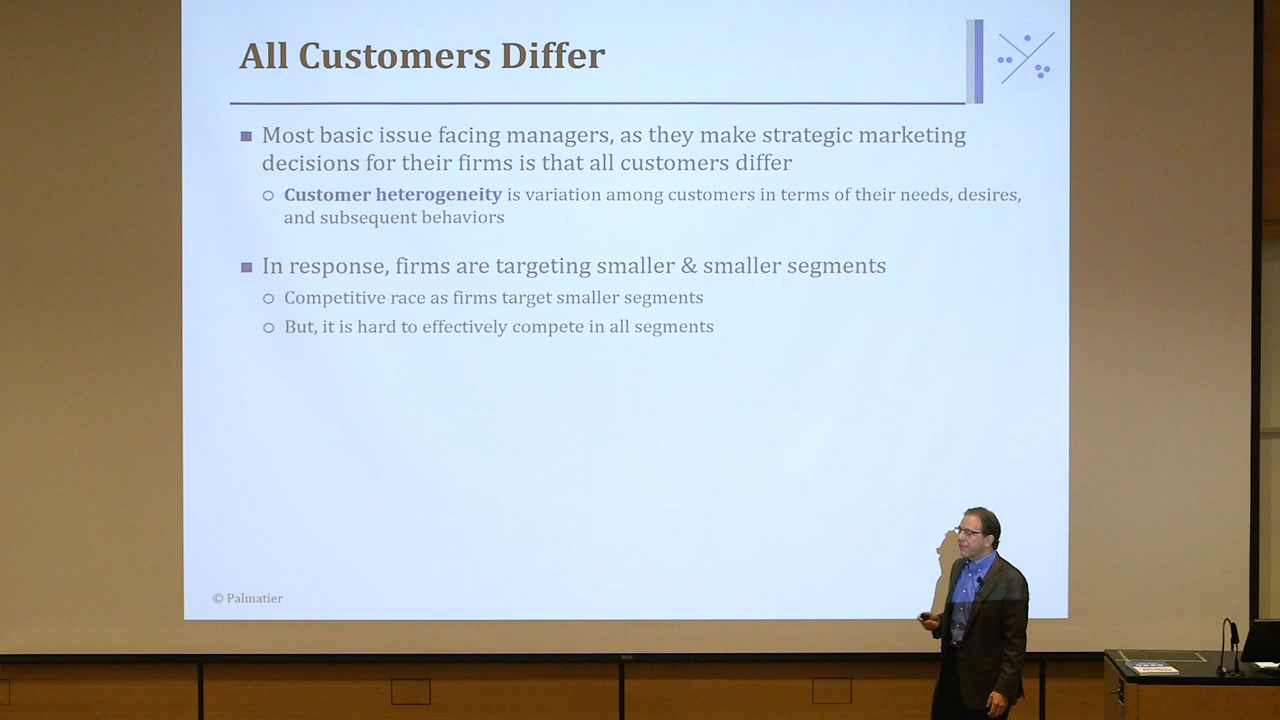 All Customers Differ
Most basic issue facing managers, as they make strategic marketing
decisions for their firms is that all customers differ
Customer heterogeneity is variation among customers in terms of their needs, desires,
and subsequent behaviors
In response, firms are targeting smaller & smaller segments
Competitive race as firms target smaller segments
But, it is hard to effectively compete in all segments
© Palmatier